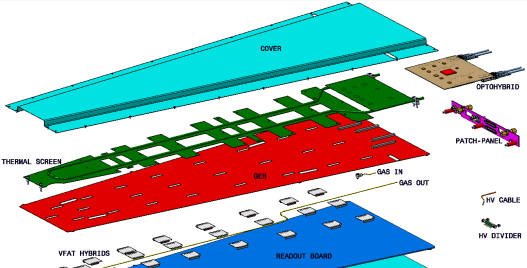 COVER
OPTOHYBRID
PATCH-PANEL
THERMAL SCREEN
GEB
GAS IN
GAS OUT
HV CABLE
HV DIVIDER
VFAT HYBRIDS
READOUT BOARD